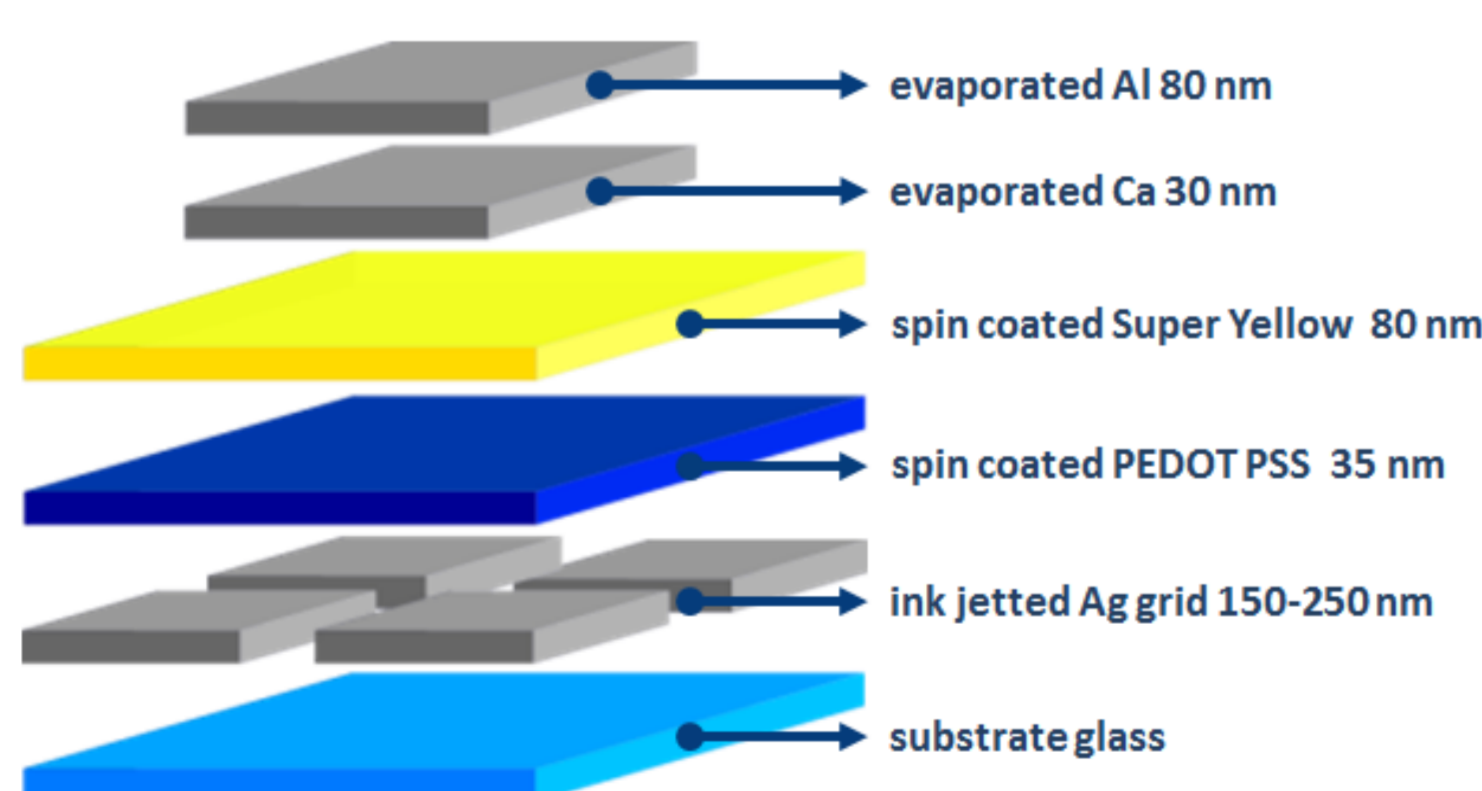 evaporated Al 80 nm
evaporated Ca 30 nm
spin coated Super Yellow 80 nm
spin coated PEDOT PSS 35 nm
ink jetted Ag grid 150-250 nm
substrate glass